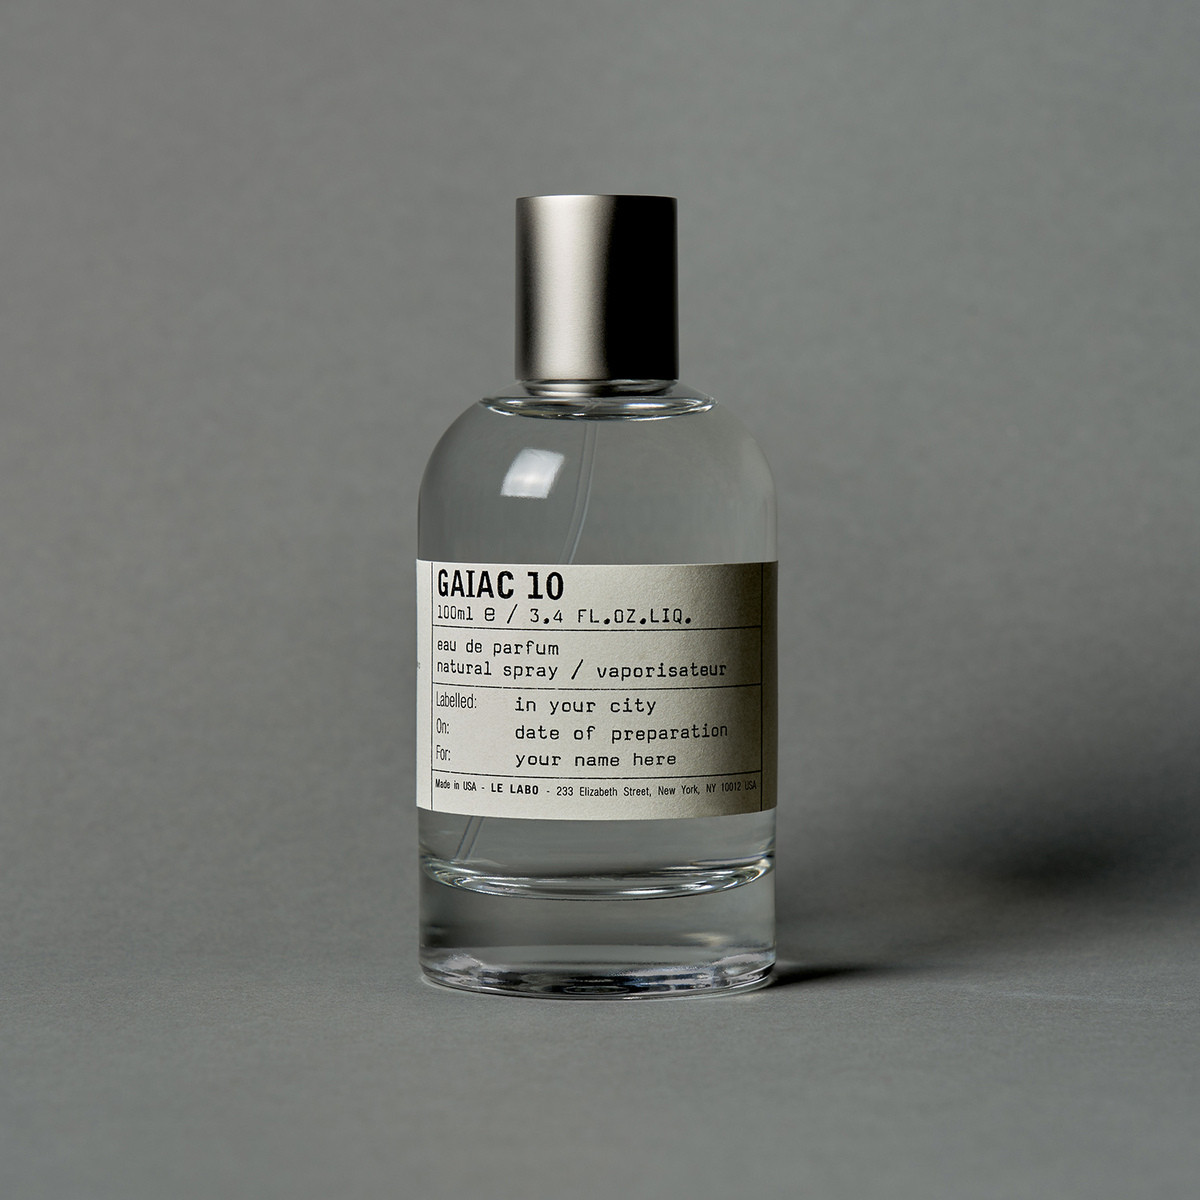 GAIAC 10
100ml e / 3.4 FL.OZ.LIQ.
eau de parfum
natural spray / vaporisateur
Labelled: in your city
On: date of preparation
For: your name here
Made in USA - LE LABO - 233 Elizabeth Street, New York, NY 10012 USA